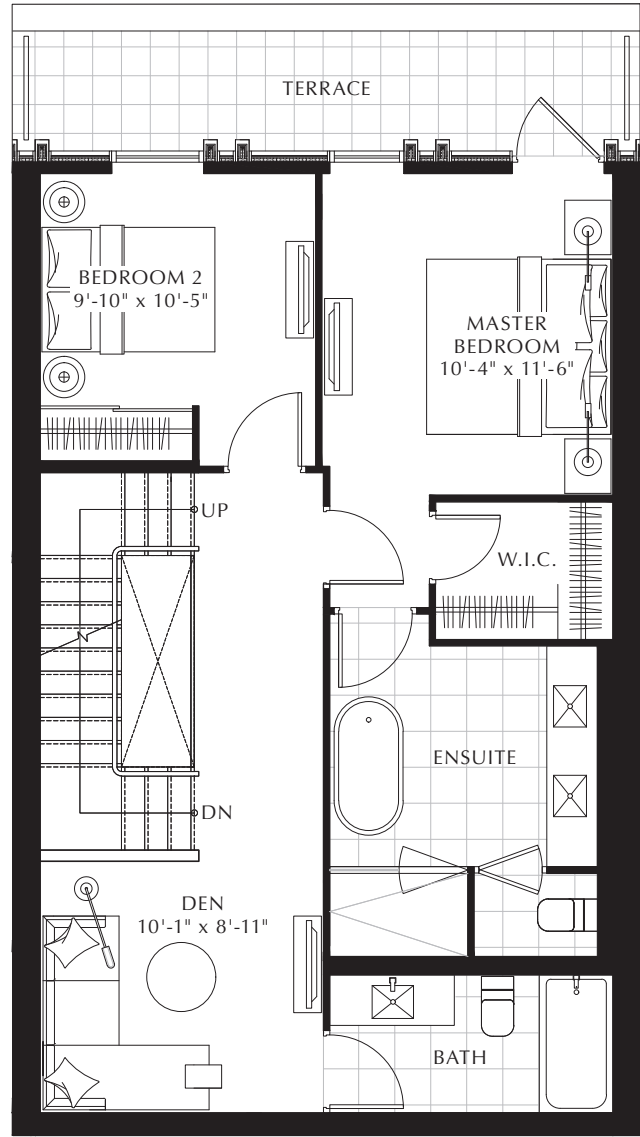 TERRACE
BEDROOM 2
9'-10" x 10'-5"
MASTER
BEDROOM
10'-4" x 11'-6"
UP
W.I.C.
ENSUITE
DN
DEN
10'-1" x 8'-11"
BATH